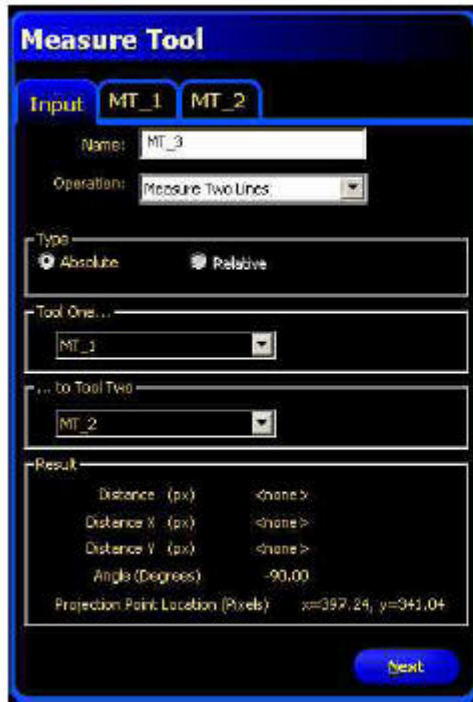 Measure Tool
Input MT_1 MT_2
Name: MT_3
Operation: Measure Two Lines
Type
Absolute Relative
Tool One...
MT_1
... to Tool Two
MT_2
Result
Distance (px) <none>
Distance X (px) <none>
Distance Y (px) <none>
Angle (Degrees) -90.00
Projection Point Location (Pixels) x=397.24, y=341.04
Next